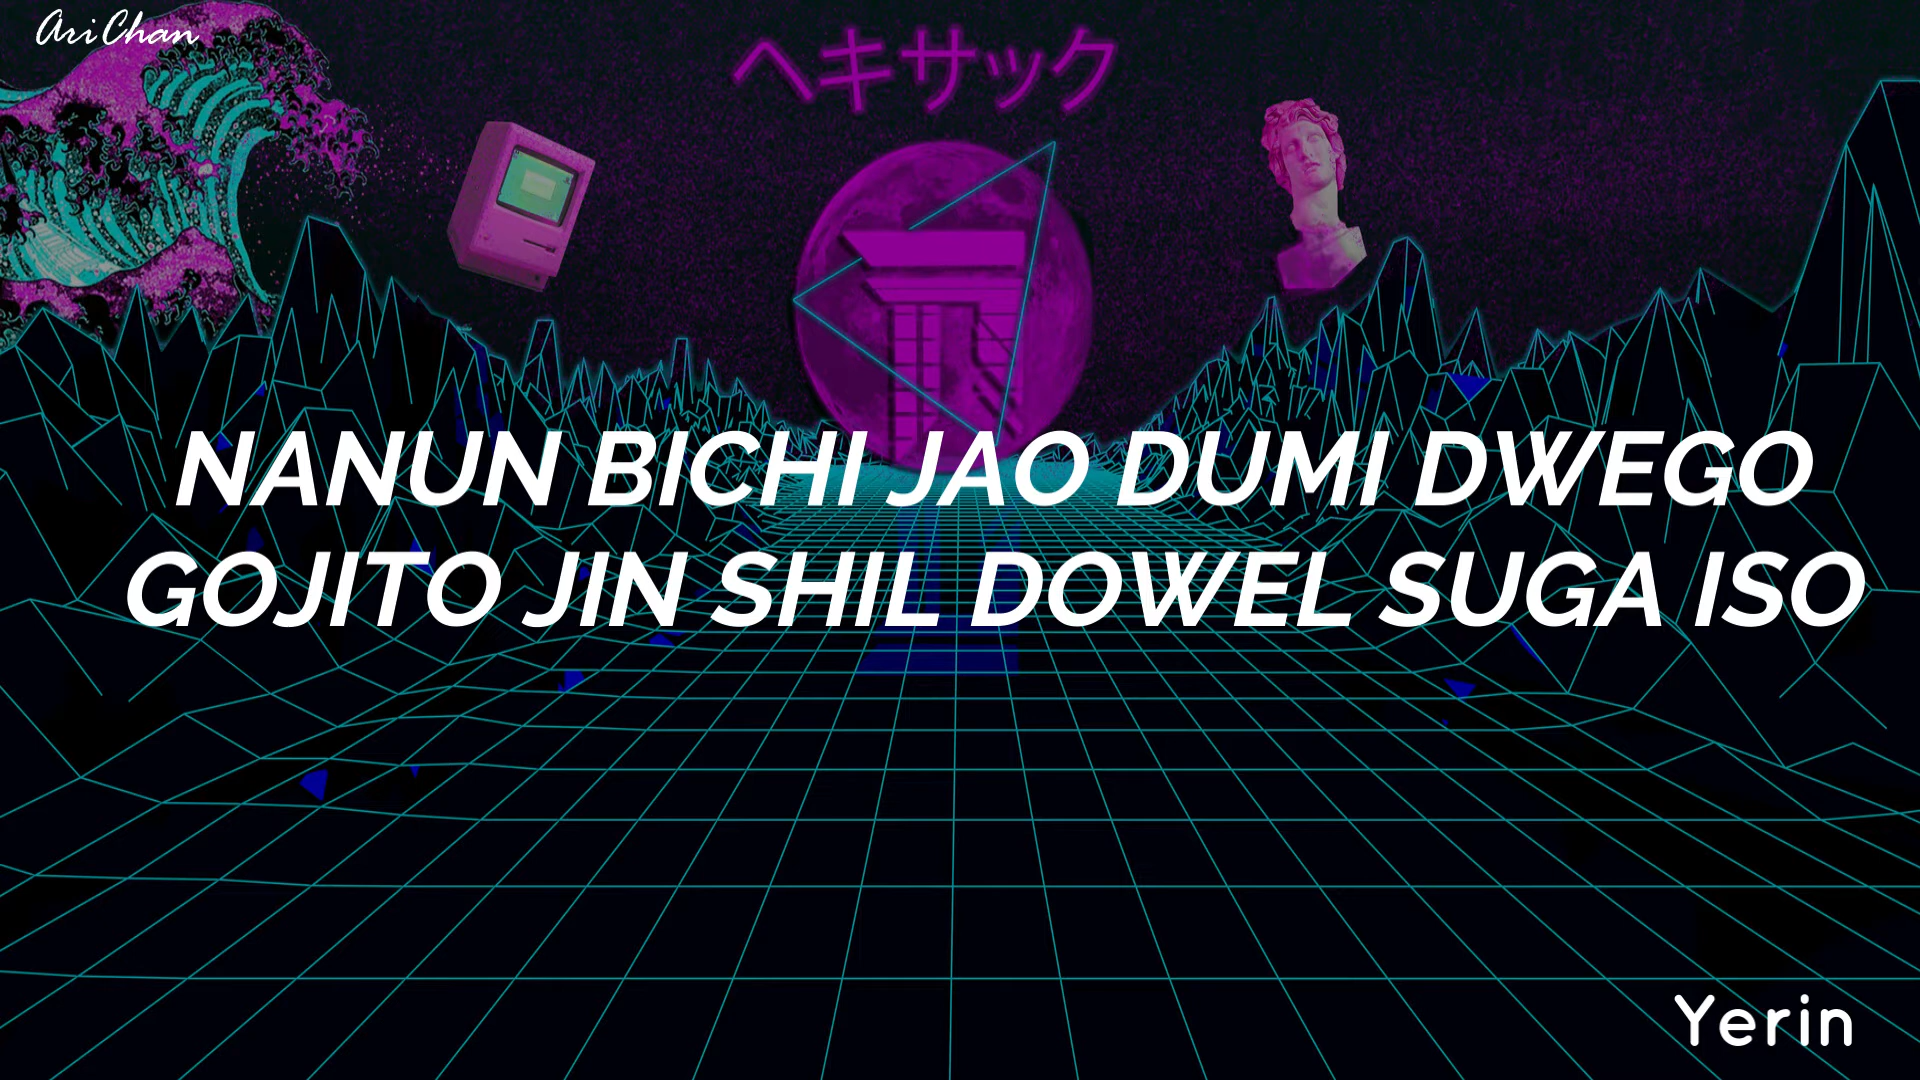 AriChan
ヘキサック
NANUN BICHI JAO DUMI DWEGO
GOJITO JIN SHIL DOWEL SUGA ISO
Yerin